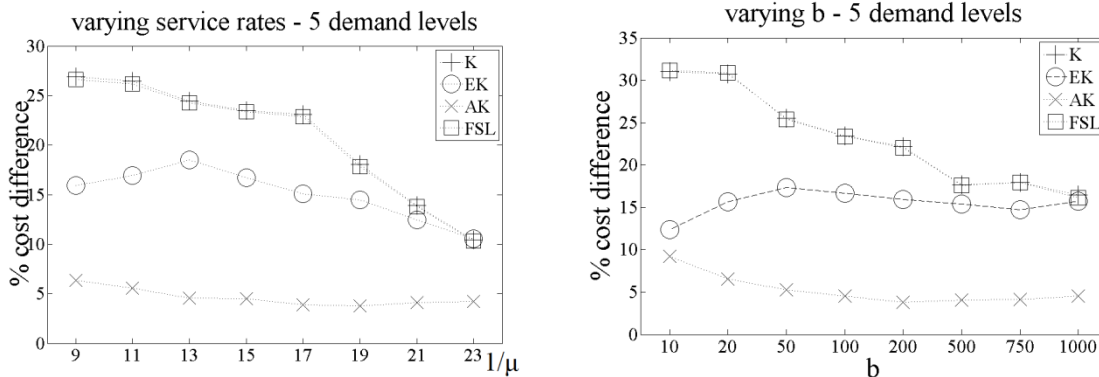 varying service rates - 5 demand levels
% cost difference
30
25
20
15
10
5
0
K
EK
AK
FSL
9 11 13 15 17 19 21 23
1/μ
varying b - 5 demand levels
% cost difference
35
30
25
20
15
10
5
0
K
EK
AK
FSL
10 20 50 100 200 500 750 1000
b